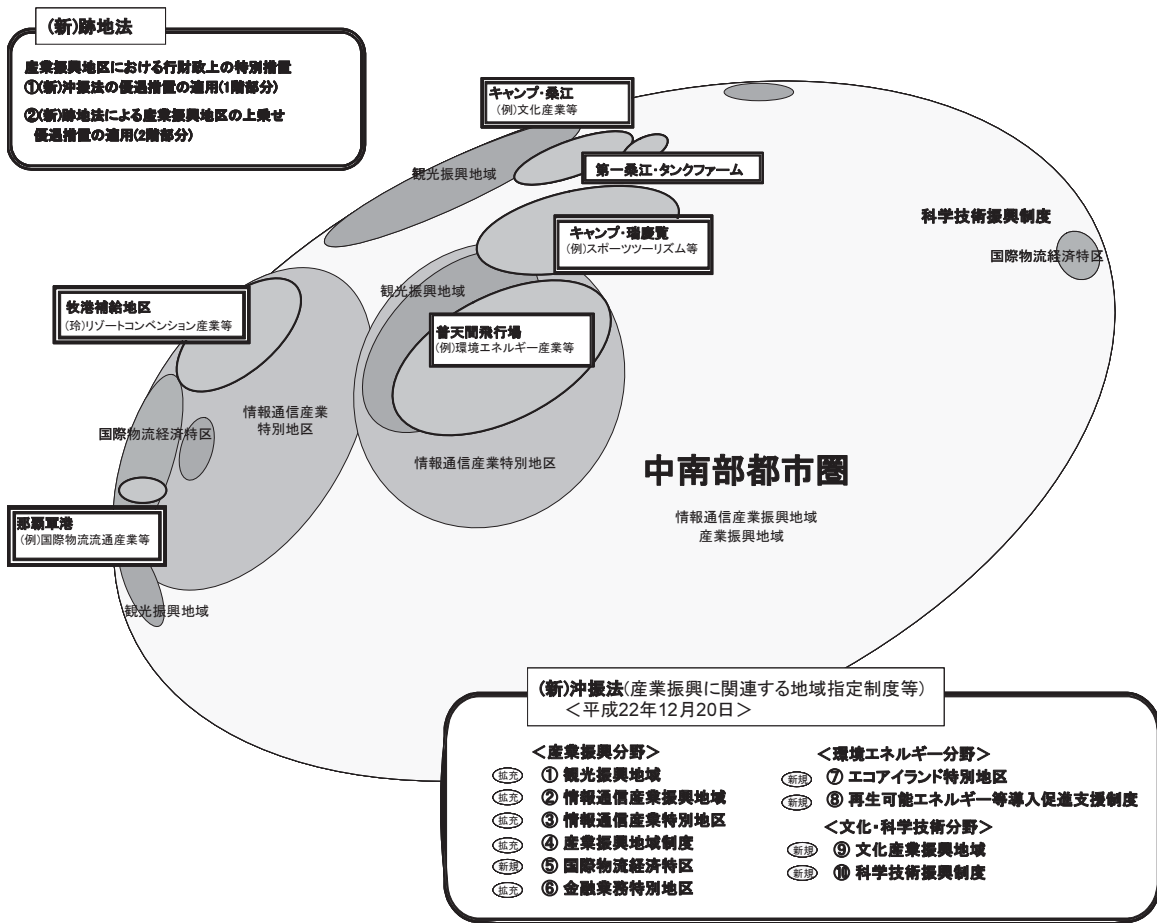 (新)跡地法
産業振興地区における行財政上の特別措置
①(新)沖振法の優遇措置の適用(1階部分)
②(新)跡地法による産業振興地区の上乗せ
優遇措置の適用(2階部分)
キャンプ・桑江
(例)文化産業等
観光振興地域
第一桑江・タンクファーム
科学技術振興制度
国際物流経済特区
キャンプ・瑞慶覧
(例)スポーツツーリズム等
観光振興地域
牧港補給地区
(玲)リゾートコンベンション産業等
普天間飛行場
(例)環境エネルギー産業等
情報通信産業
特別地区
国際物流経済特区
情報通信産業特別地区
中南部都市圏
情報通信産業振興地域
産業振興地域
那覇軍港
(例)国際物流流通産業等
観光振興地域
(新)沖振法(産業振興に関連する地域指定制度等)
＜平成22年12月20日＞
＜産業振興分野＞
拡充 ① 観光振興地域
拡充 ② 情報通信産業振興地域
拡充 ③ 情報通信産業特別地区
拡充 ④ 産業振興地域制度
新規 ⑤ 国際物流経済特区
拡充 ⑥ 金融業務特別地区
＜環境エネルギー分野＞
新規 ⑦ エコアイランド特別地区
新規 ⑧ 再生可能エネルギー等導入促進支援制度
＜文化・科学技術分野＞
新規 ⑨ 文化産業振興地域
新規 ⑩ 科学技術振興制度